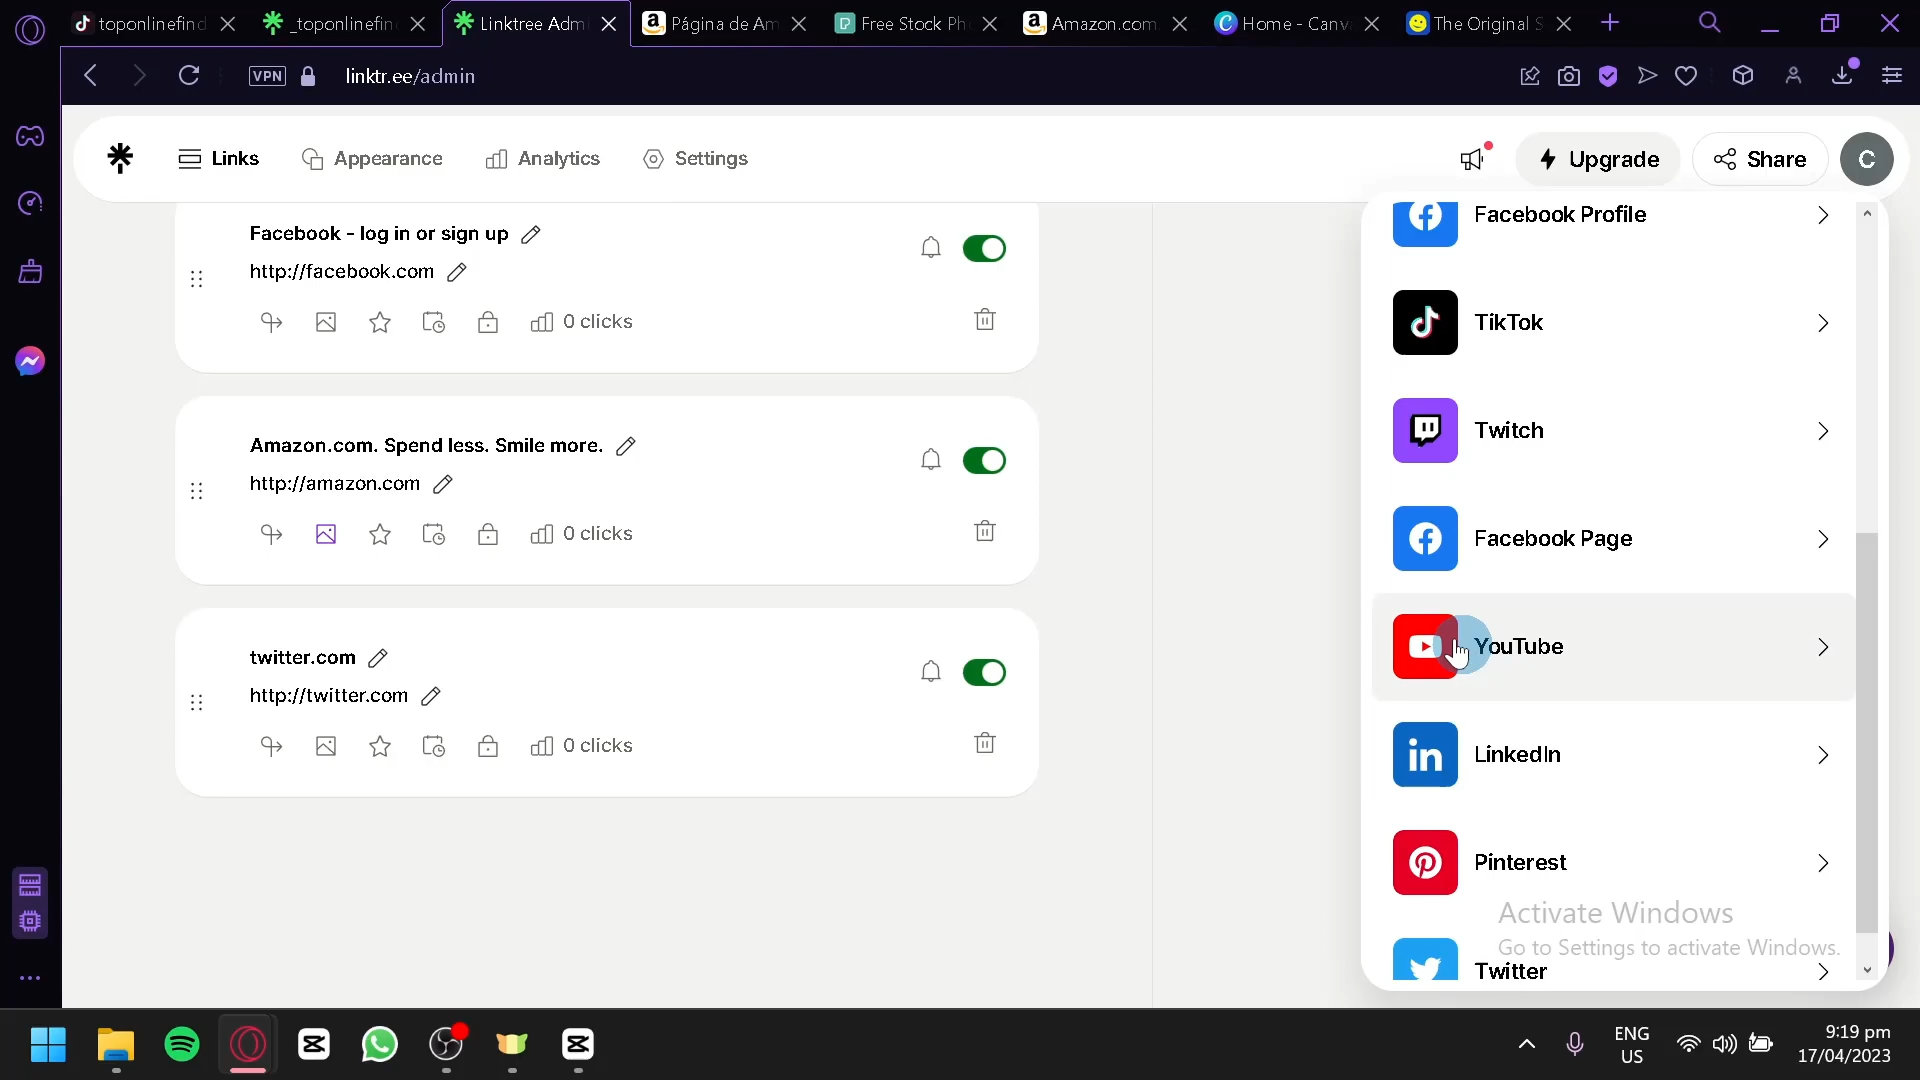 toponlinefind
_toponlinefin
Linktree Adm
Página de Am
Free Stock Ph
Amazon.com.
Home - Canv
The Original S
VPN
linktr.ee/admin
Links
Appearance
Analytics
Settings
Upgrade
Share
C
Facebook - log in or sign up
http://facebook.com
0 clicks
Amazon.com. Spend less. Smile more.
http://amazon.com
0 clicks
twitter.com
http://twitter.com
0 clicks
Facebook Profile
TikTok
Twitch
Facebook Page
YouTube
LinkedIn
Pinterest
Twitter
Activate Windows
Go to Settings to activate Windows.
ENG
US
9:19 pm
17/04/2023